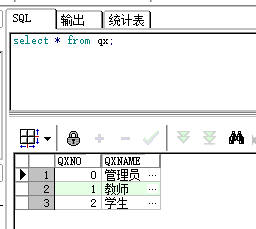 SQL 输出 统计表
select * from qx;
QXNO QXNAME
1 0 管理员 ...
2 1 教师 ...
3 2 学生 ...